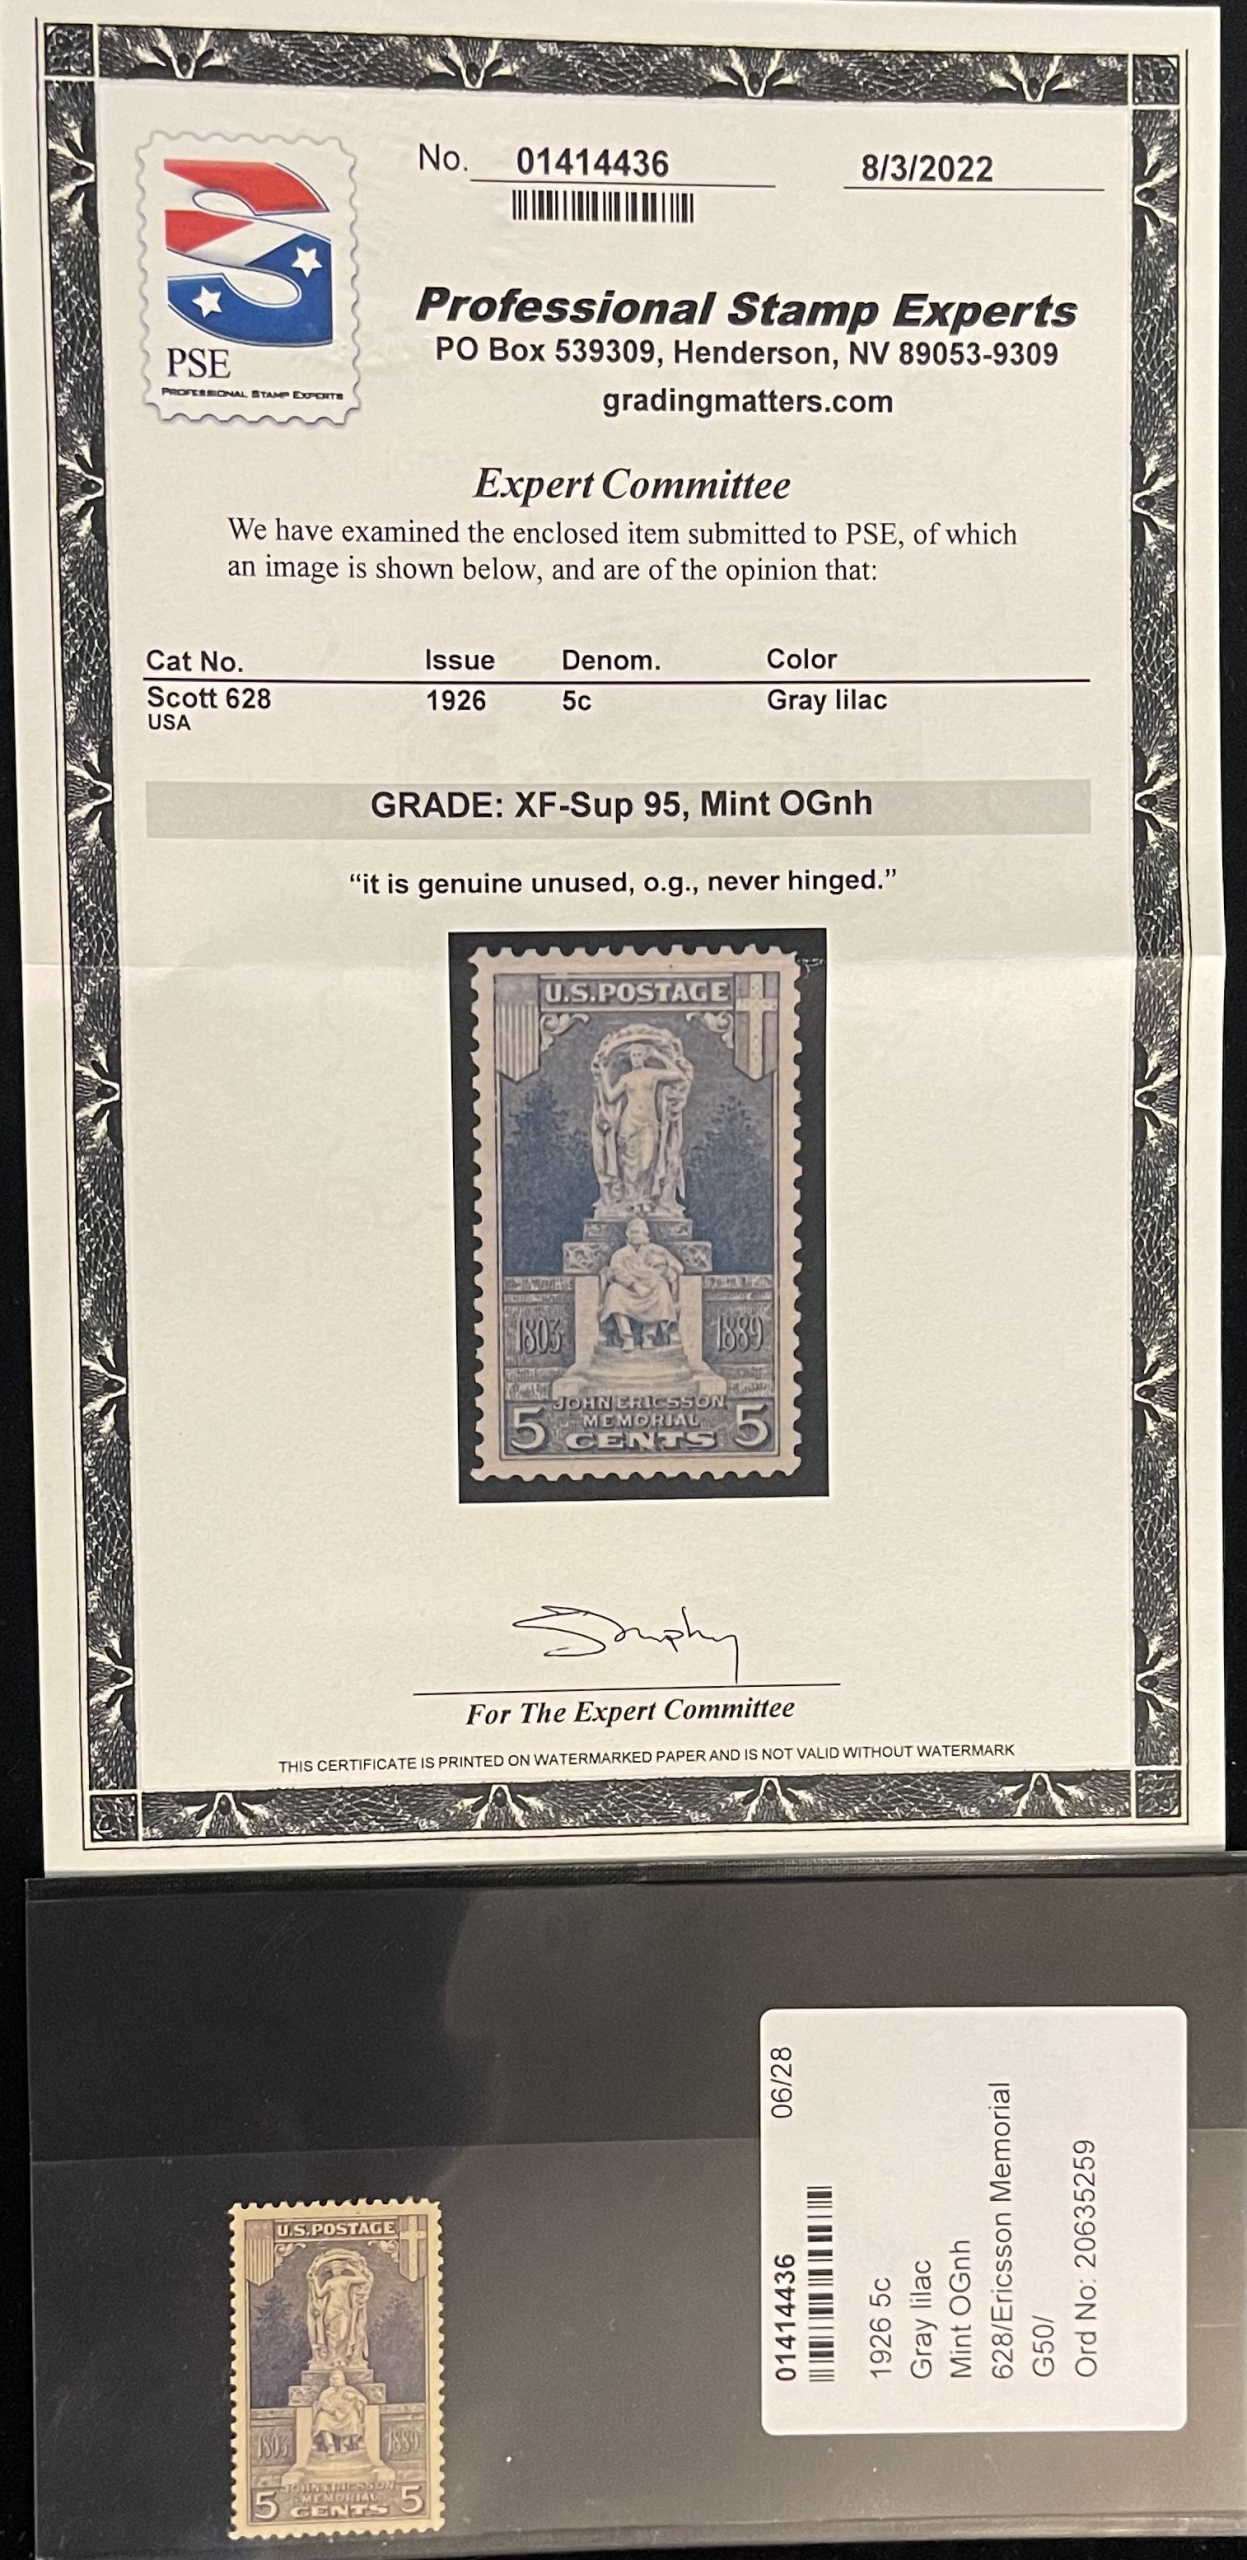 No. 01414436
8/3/2022
PSE
PROFESSIONAL STAMP EXPERTS
Professional Stamp Experts
PO Box 539309, Henderson, NV 89053-9309
gradingmatters.com
Expert Committee
We have examined the enclosed item submitted to PSE, of which
an image is shown below, and are of the opinion that:
Cat No. Issue Denom. Color
Scott 628 1926 5c Gray lilac
USA
GRADE: XF-Sup 95, Mint OGnh
“it is genuine unused, o.g., never hinged.”
U.S.POSTAGE
1803 1889
JOHN ERICSSON
MEMORIAL
5 CENTS 5
For The Expert Committee
THIS CERTIFICATE IS PRINTED ON WATERMARKED PAPER AND IS NOT VALID WITHOUT WATERMARK
U.S.POSTAGE
1803 1889
JOHN ERICSSON
MEMORIAL
5 CENTS 5
01414436 06/28
1926 5c
Gray lilac
Mint OGnh
628/Ericsson Memorial
G50/
Ord No: 20635259